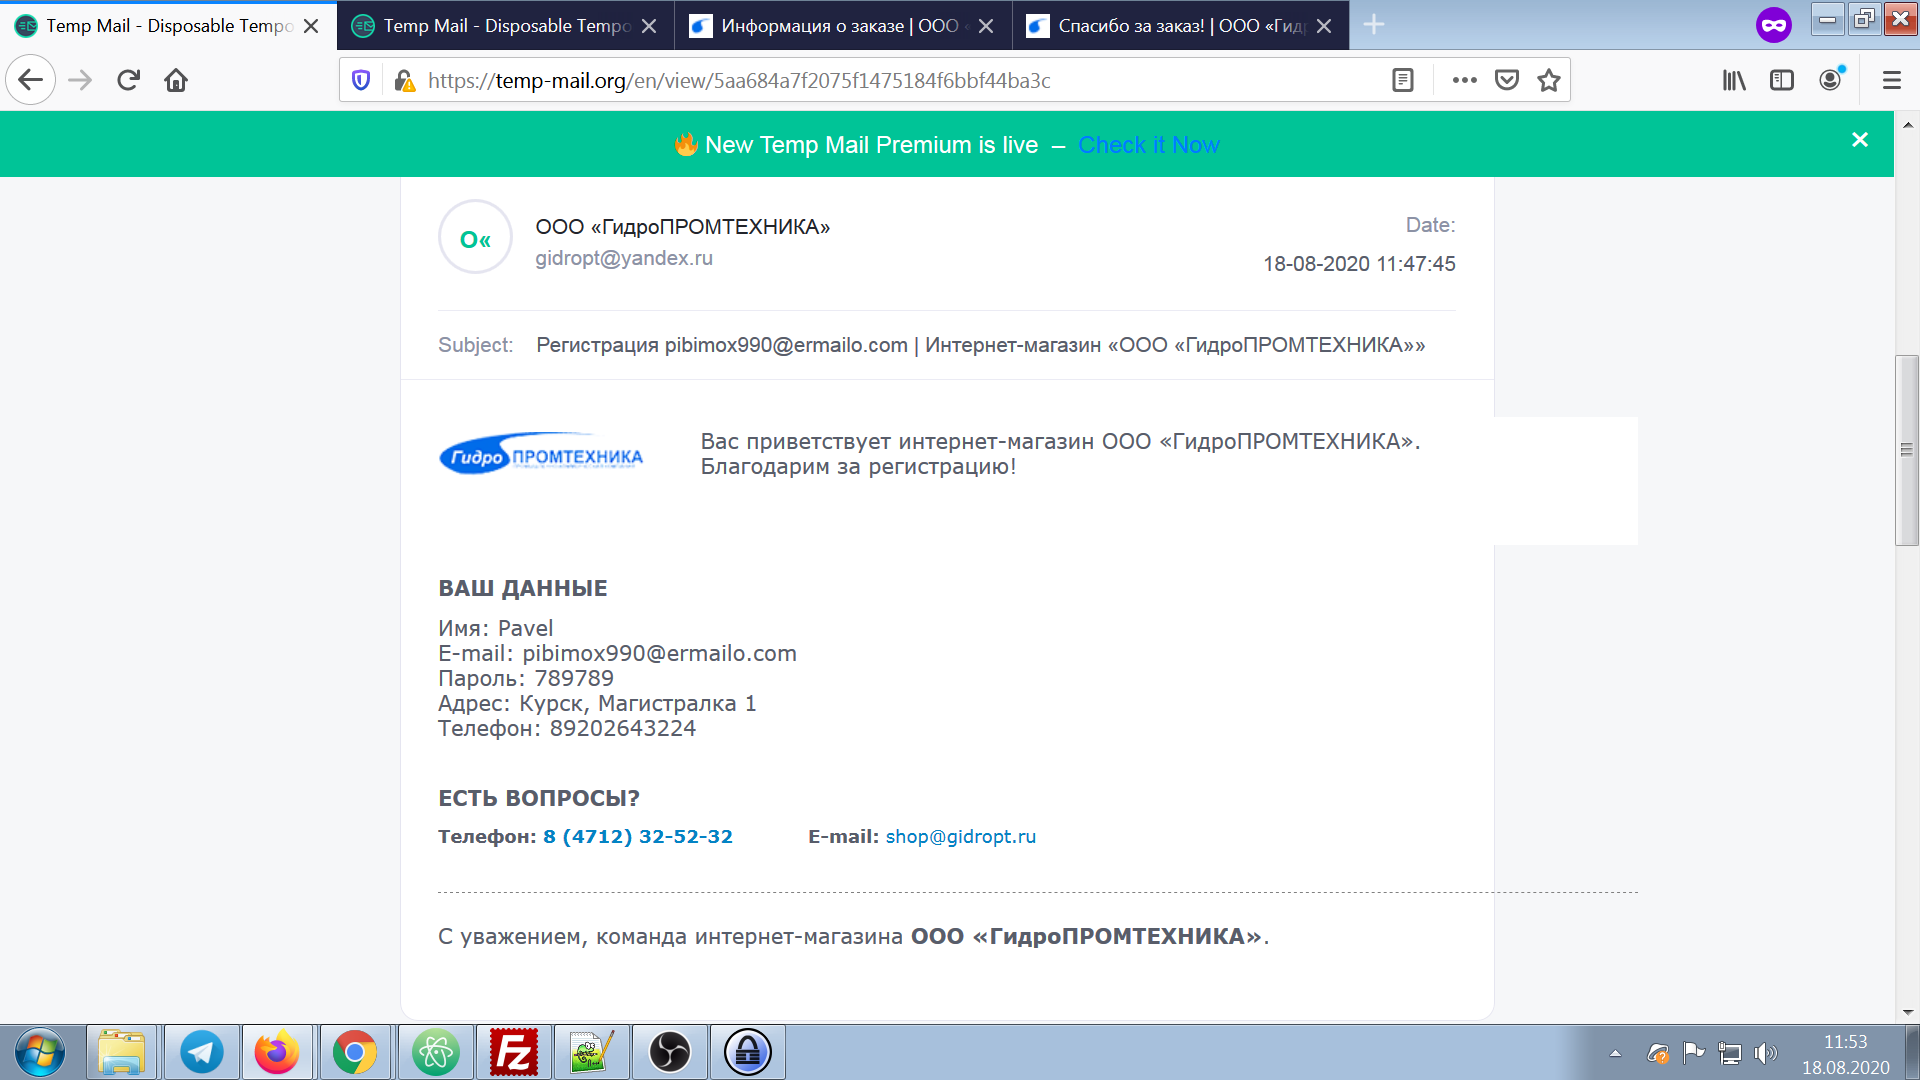 Temp Mail - Disposable Tempo
Temp Mail - Disposable Tempo
Информация о заказе | ООО «
Спасибо за заказ! | ООО «Гидр
https://temp-mail.org/en/view/5aa684a7f2075f1475184f6bbf44ba3c
New Temp Mail Premium is live – Check it Now
О«
ООО «ГидроПРОМТЕХНИКА»
gidropt@yandex.ru
Date:
18-08-2020 11:47:45
Subject: Регистрация pibimox990@ermailo.com | Интернет-магазин «ООО «ГидроПРОМТЕХНИКА»»
Гидро ПРОМТЕХНИКА
Вас приветствует интернет-магазин ООО «ГидроПРОМТЕХНИКА».
Благодарим за регистрацию!
ВАШ ДАННЫЕ
Имя: Pavel
E-mail: pibimox990@ermailo.com
Пароль: 789789
Адрес: Курск, Магистралка 1
Телефон: 89202643224
ЕСТЬ ВОПРОСЫ?
Телефон: 8 (4712) 32-52-32 E-mail: shop@gidropt.ru
С уважением, команда интернет-магазина ООО «ГидроПРОМТЕХНИКА».
Fz
11:53
18.08.2020